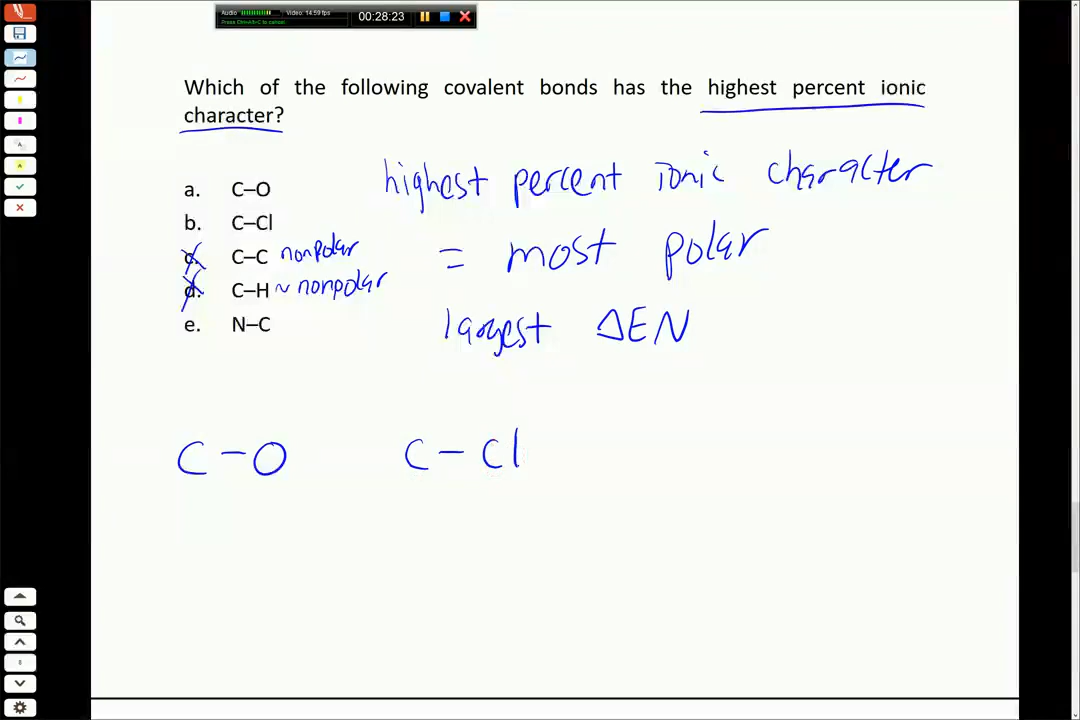 Audio Video: 14.59 fps
00:28:23
Which of the following covalent bonds has the highest percent ionic
character?
highest percent ionic character
a. C–O
b. C–Cl
c. C–C nonpolar
= most polar
d. C–H ~ nonpolar
e. N–C
largest ΔEN
C – O C – Cl